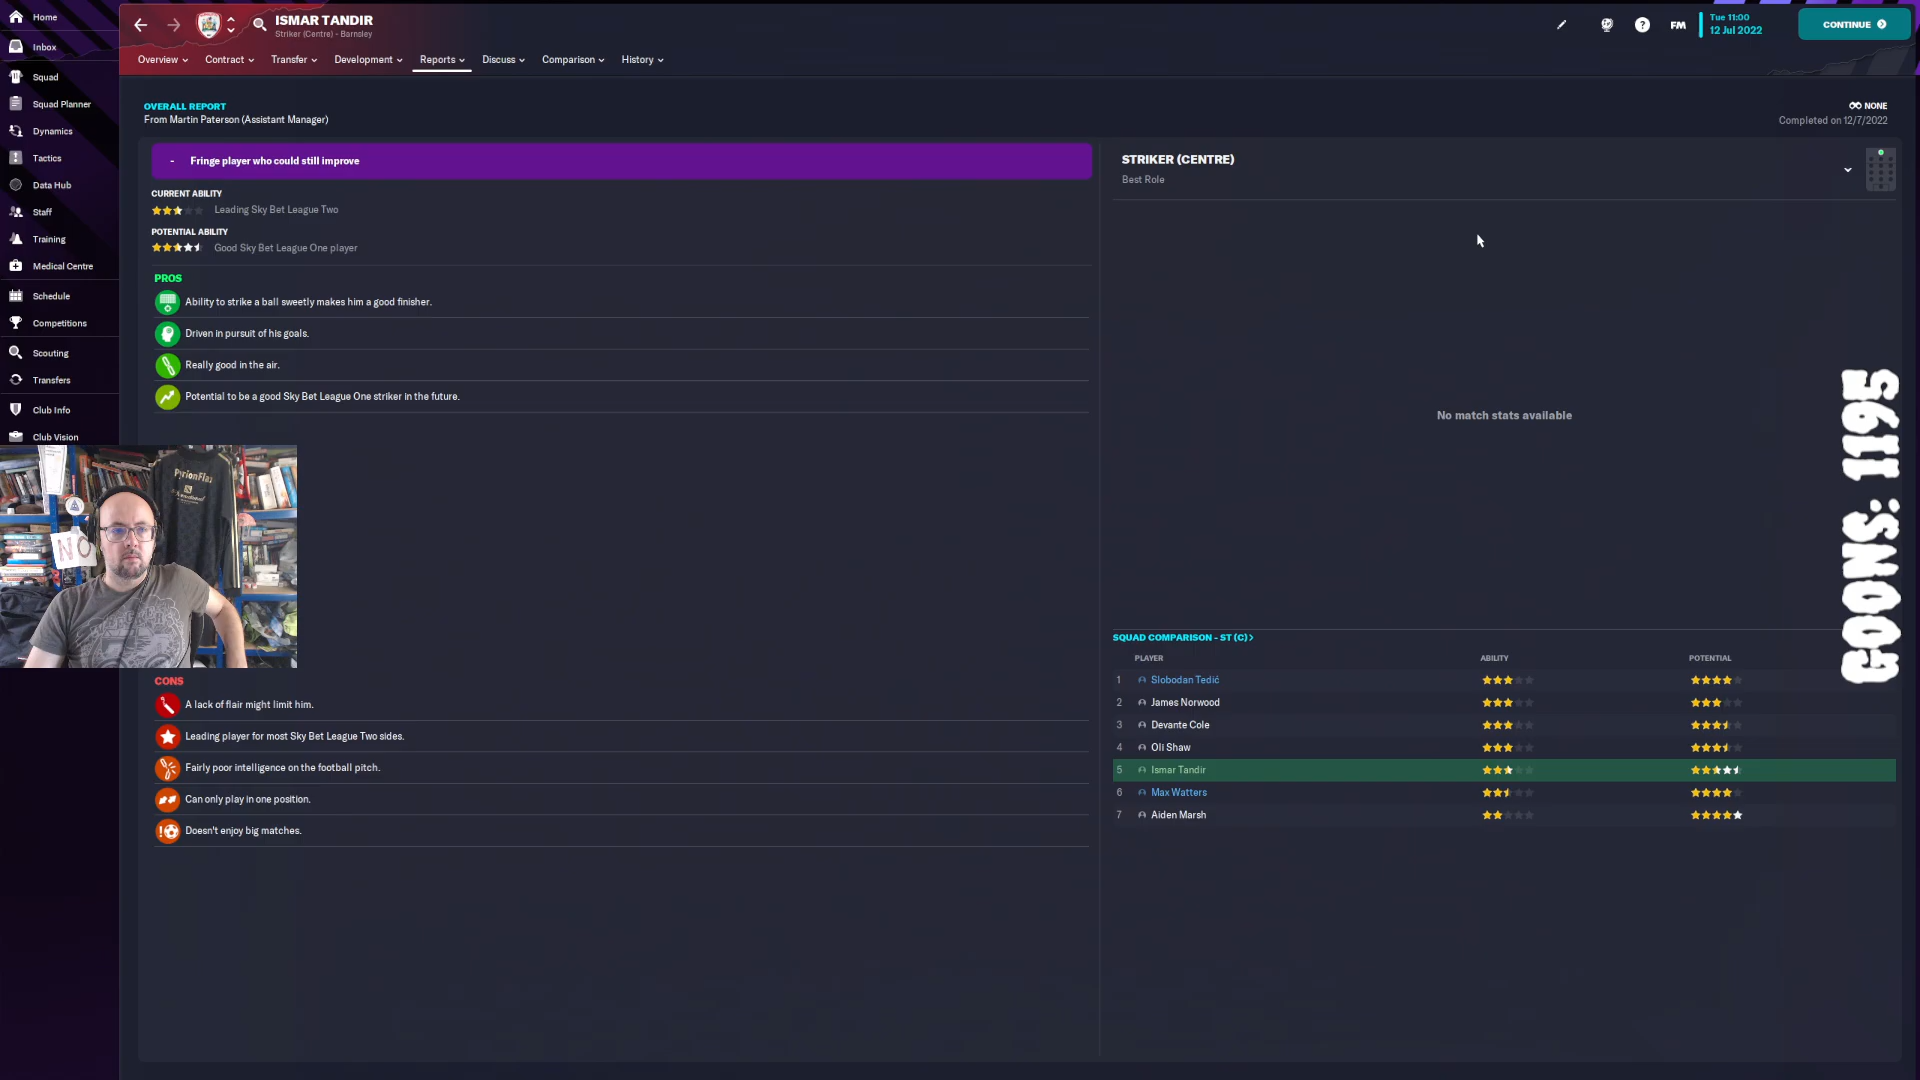 Home
Inbox
Squad
Squad Planner
Dynamics
Tactics
Data Hub
Staff
Training
Medical Centre
Schedule
Competitions
Scouting
Transfers
Club Info
Club Vision
ISMAR TANDIR
Striker (Centre) - Barnsley
FM
Tue 11:00
12 Jul 2022
CONTINUE
Overview
Contract
Transfer
Development
Reports
Discuss
Comparison
History
OVERALL REPORT
From Martin Paterson (Assistant Manager)
NONE
Completed on 12/7/2022
- Fringe player who could still improve
CURRENT ABILITY
Leading Sky Bet League Two
POTENTIAL ABILITY
Good Sky Bet League One player
PROS
Ability to strike a ball sweetly makes him a good finisher.
Driven in pursuit of his goals.
Really good in the air.
Potential to be a good Sky Bet League One striker in the future.
PyrionFlax
NO
CONS
A lack of flair might limit him.
Leading player for most Sky Bet League Two sides.
Fairly poor intelligence on the football pitch.
Can only play in one position.
Doesn't enjoy big matches.
STRIKER (CENTRE)
Best Role
No match stats available
GOONS: 1195
SQUAD COMPARISON - ST (C) >
PLAYER ABILITY POTENTIAL
1 Slobodan Tedić
2 James Norwood
3 Devante Cole
4 Oli Shaw
5 Ismar Tandir
6 Max Watters
7 Aiden Marsh